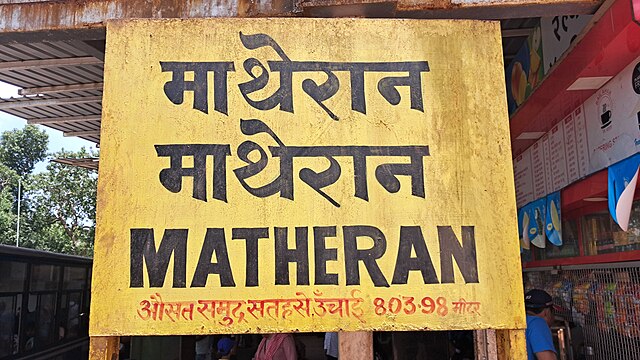 माथेरान
माथेरान
MATHERAN
औसत समुद्र सतह से उँचाई 803·98 मीटर